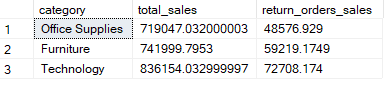 category total_sales return_orders_sales
1 Office Supplies 719047.032000003 48576.929
2 Furniture 741999.7953 59219.1749
3 Technology 836154.032999997 72708.174